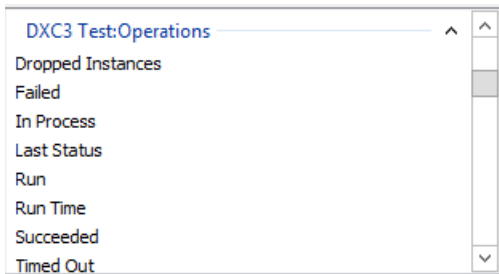 DXC3 Test:Operations
Dropped Instances
Failed
In Process
Last Status
Run
Run Time
Succeeded
Timed Out